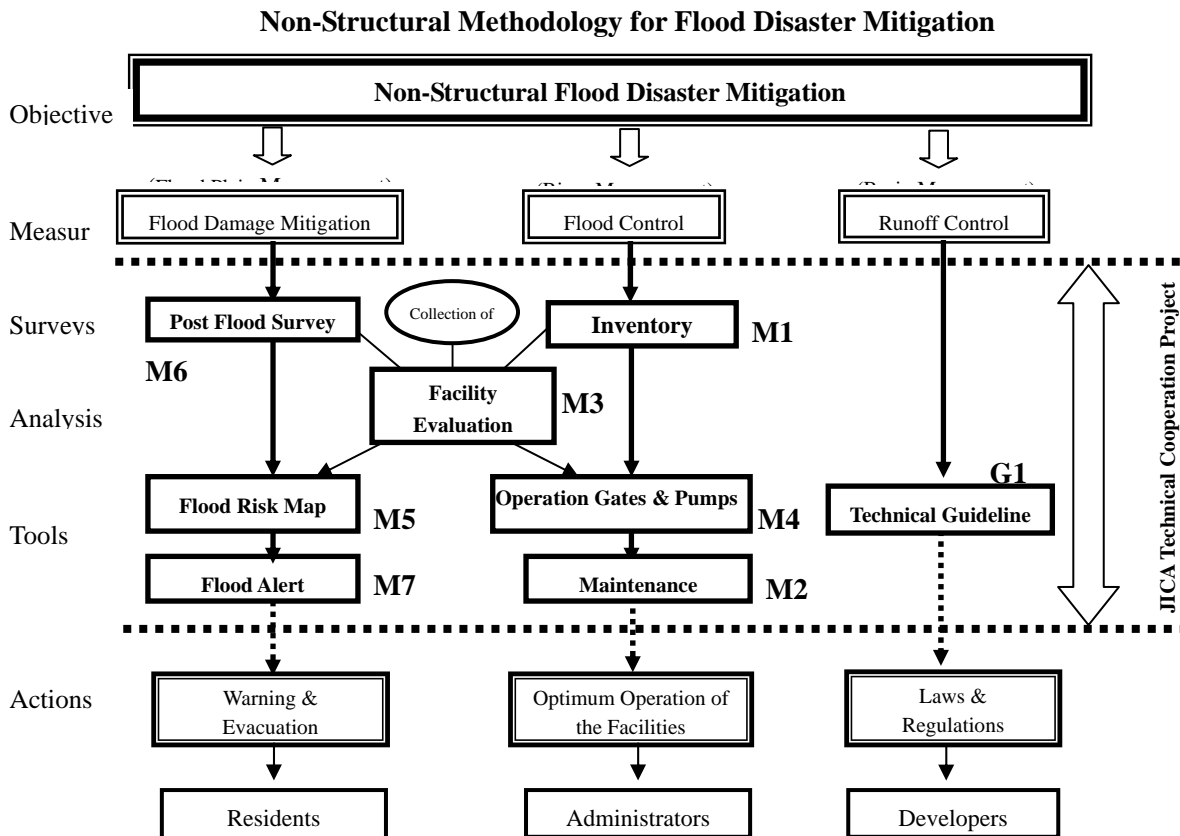 Non-Structural Methodology for Flood Disaster Mitigation
Non-Structural Flood Disaster Mitigation
Objective
Measur
Flood Damage Mitigation
Flood Control
Runoff Control
Surveys
Post Flood Survey
Collection of
Inventory
M1
M6
Facility
Evaluation
M3
Analysis
JICA Technical Cooperation Project
Flood Risk Map
M5
Operation Gates & Pumps
M4
G1
Technical Guideline
Tools
Flood Alert
M7
Maintenance
M2
Actions
Warning &
Evacuation
Optimum Operation of
the Facilities
Laws &
Regulations
Residents
Administrators
Developers